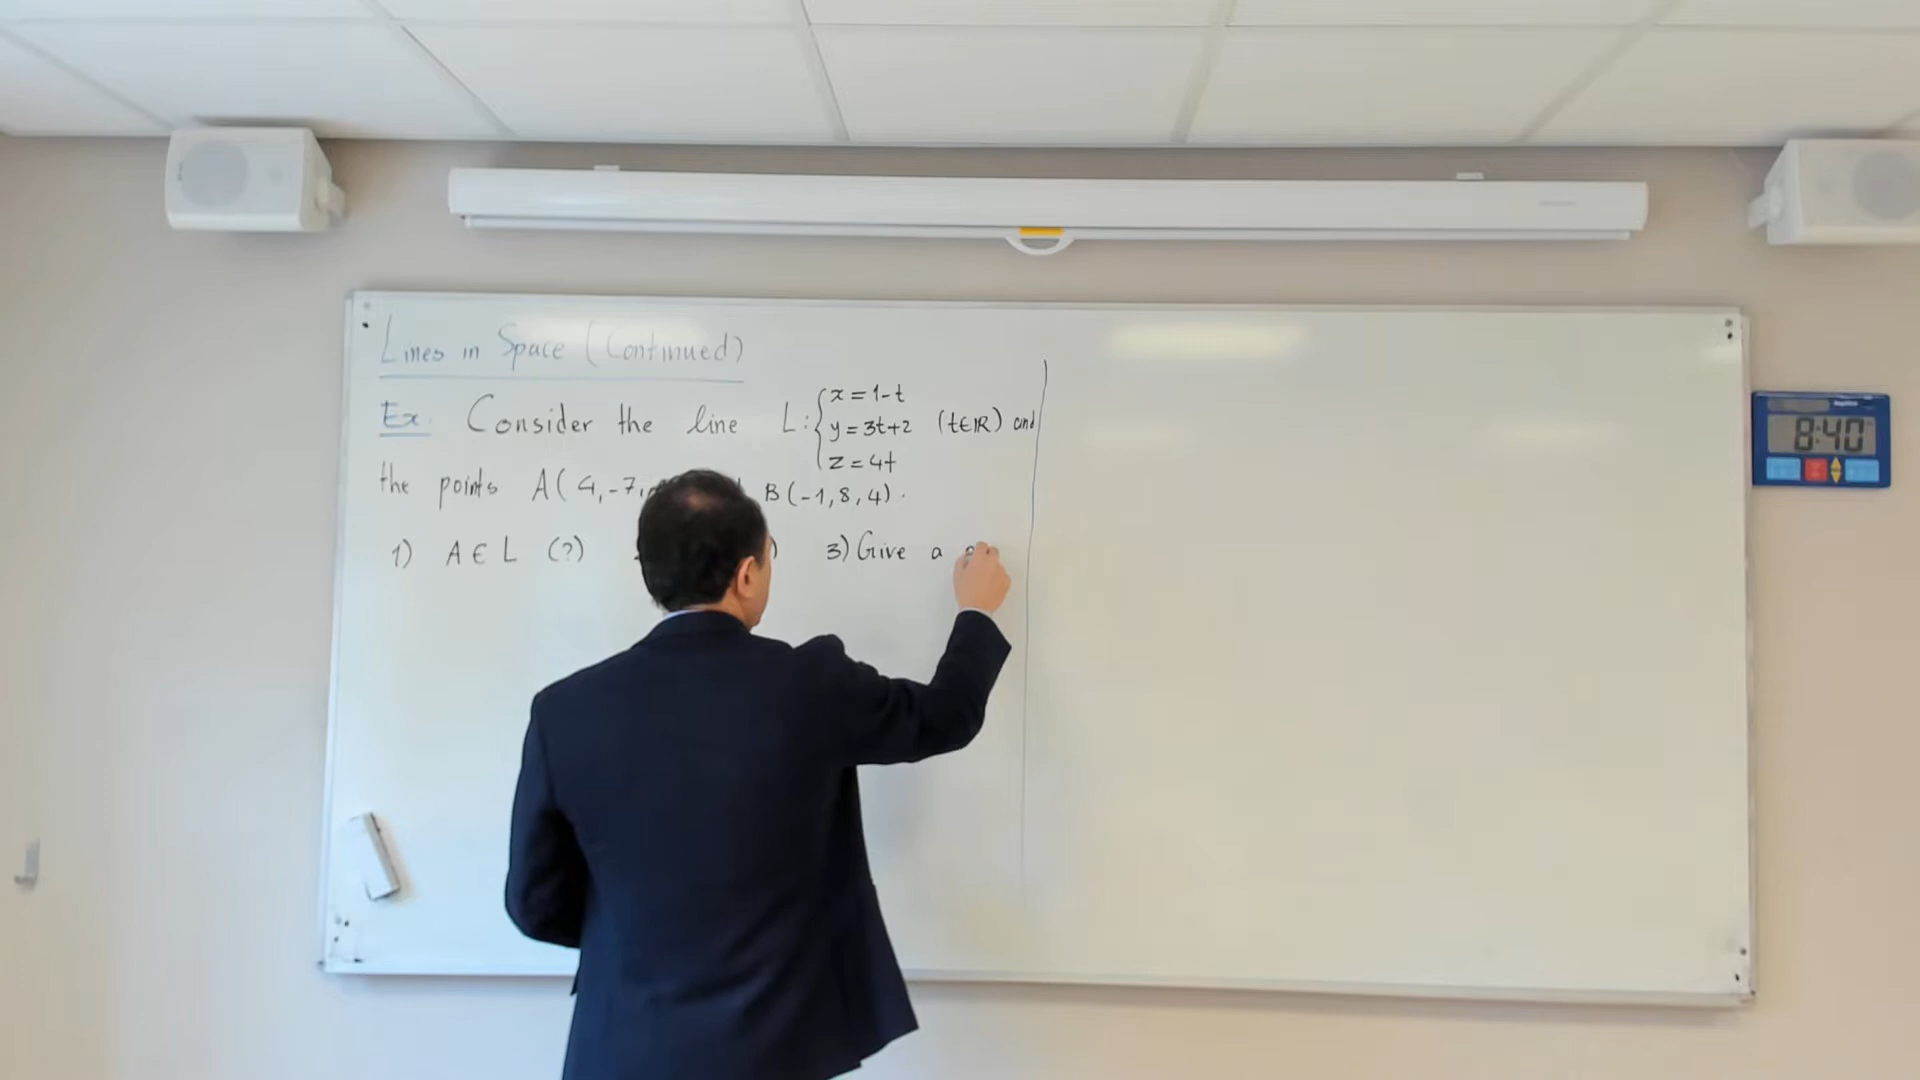 Lines in Space (Continued)
Ex. Consider the line L: { x = 1-t
y = 3t+2 (t∈ℝ) and
z = 4t
the points A( 4,-7, B(-1,8,4).
1) A ∈ L (?) ) 3) Give a
8:40